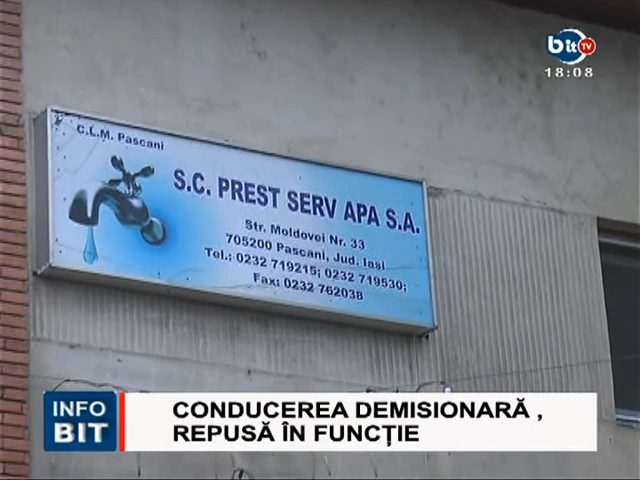 bit TV
18:08
C.L.M. Pascani
S.C. PREST SERV APA S.A.
Str. Moldovei Nr. 33
705200 Pascani, Jud. Iasi
Tel.: 0232 719215; 0232 719530;
Fax: 0232 762038
INFO
BIT
CONDUCEREA DEMISIONARĂ ,
REPUSĂ ÎN FUNCȚIE